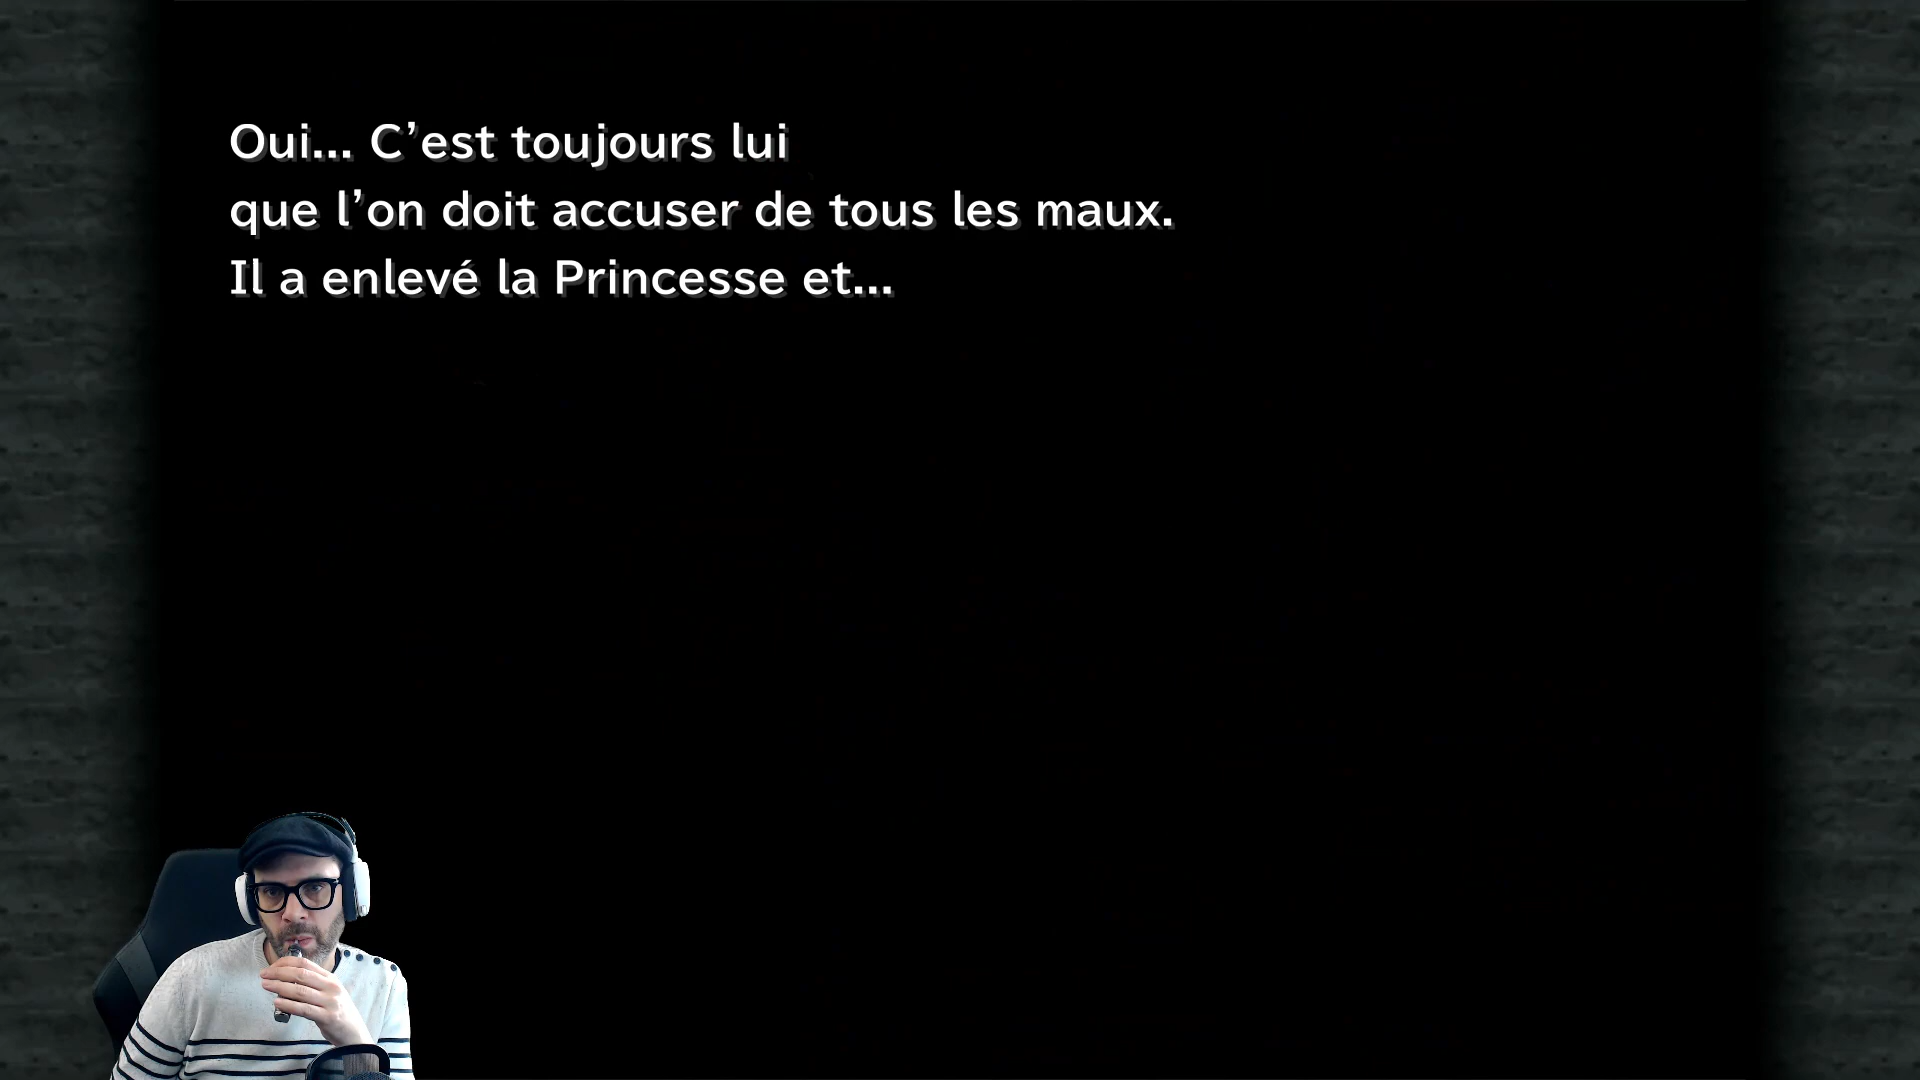 Oui... C’est toujours lui
que l’on doit accuser de tous les maux.
Il a enlevé la Princesse et...